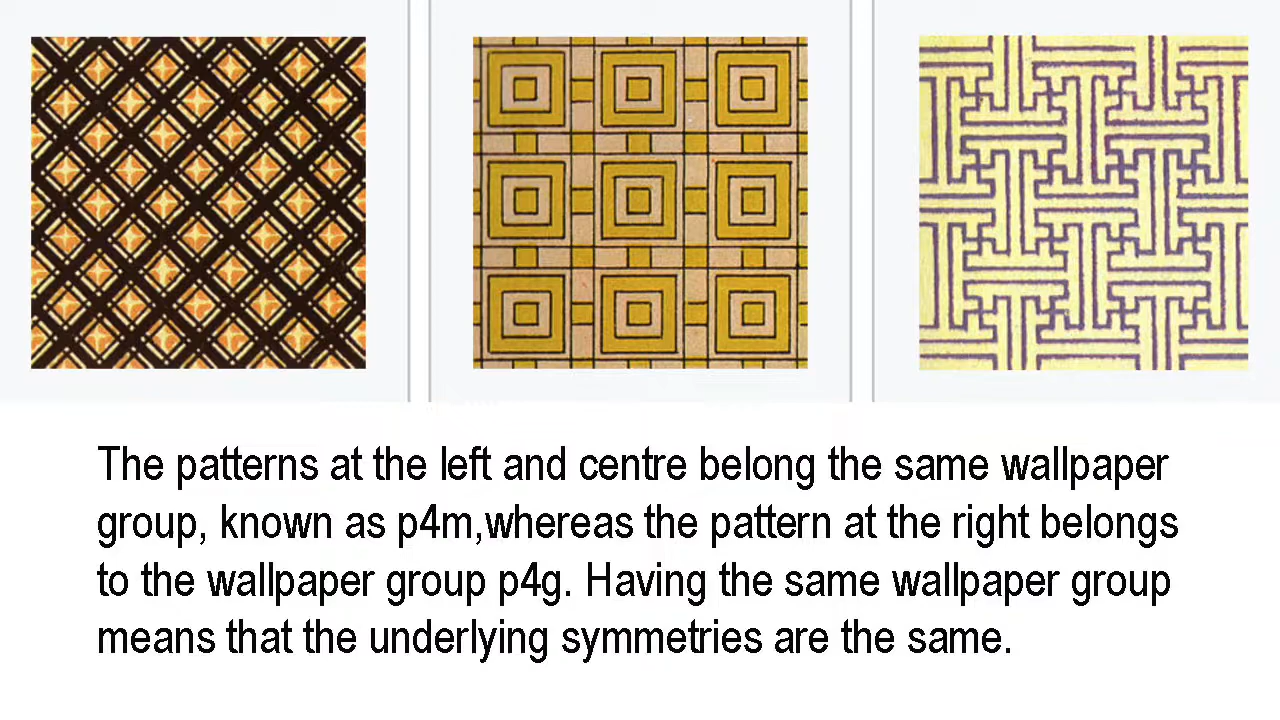 The patterns at the left and centre belong the same wallpaper
group, known as p4m,whereas the pattern at the right belongs
to the wallpaper group p4g. Having the same wallpaper group
means that the underlying symmetries are the same.